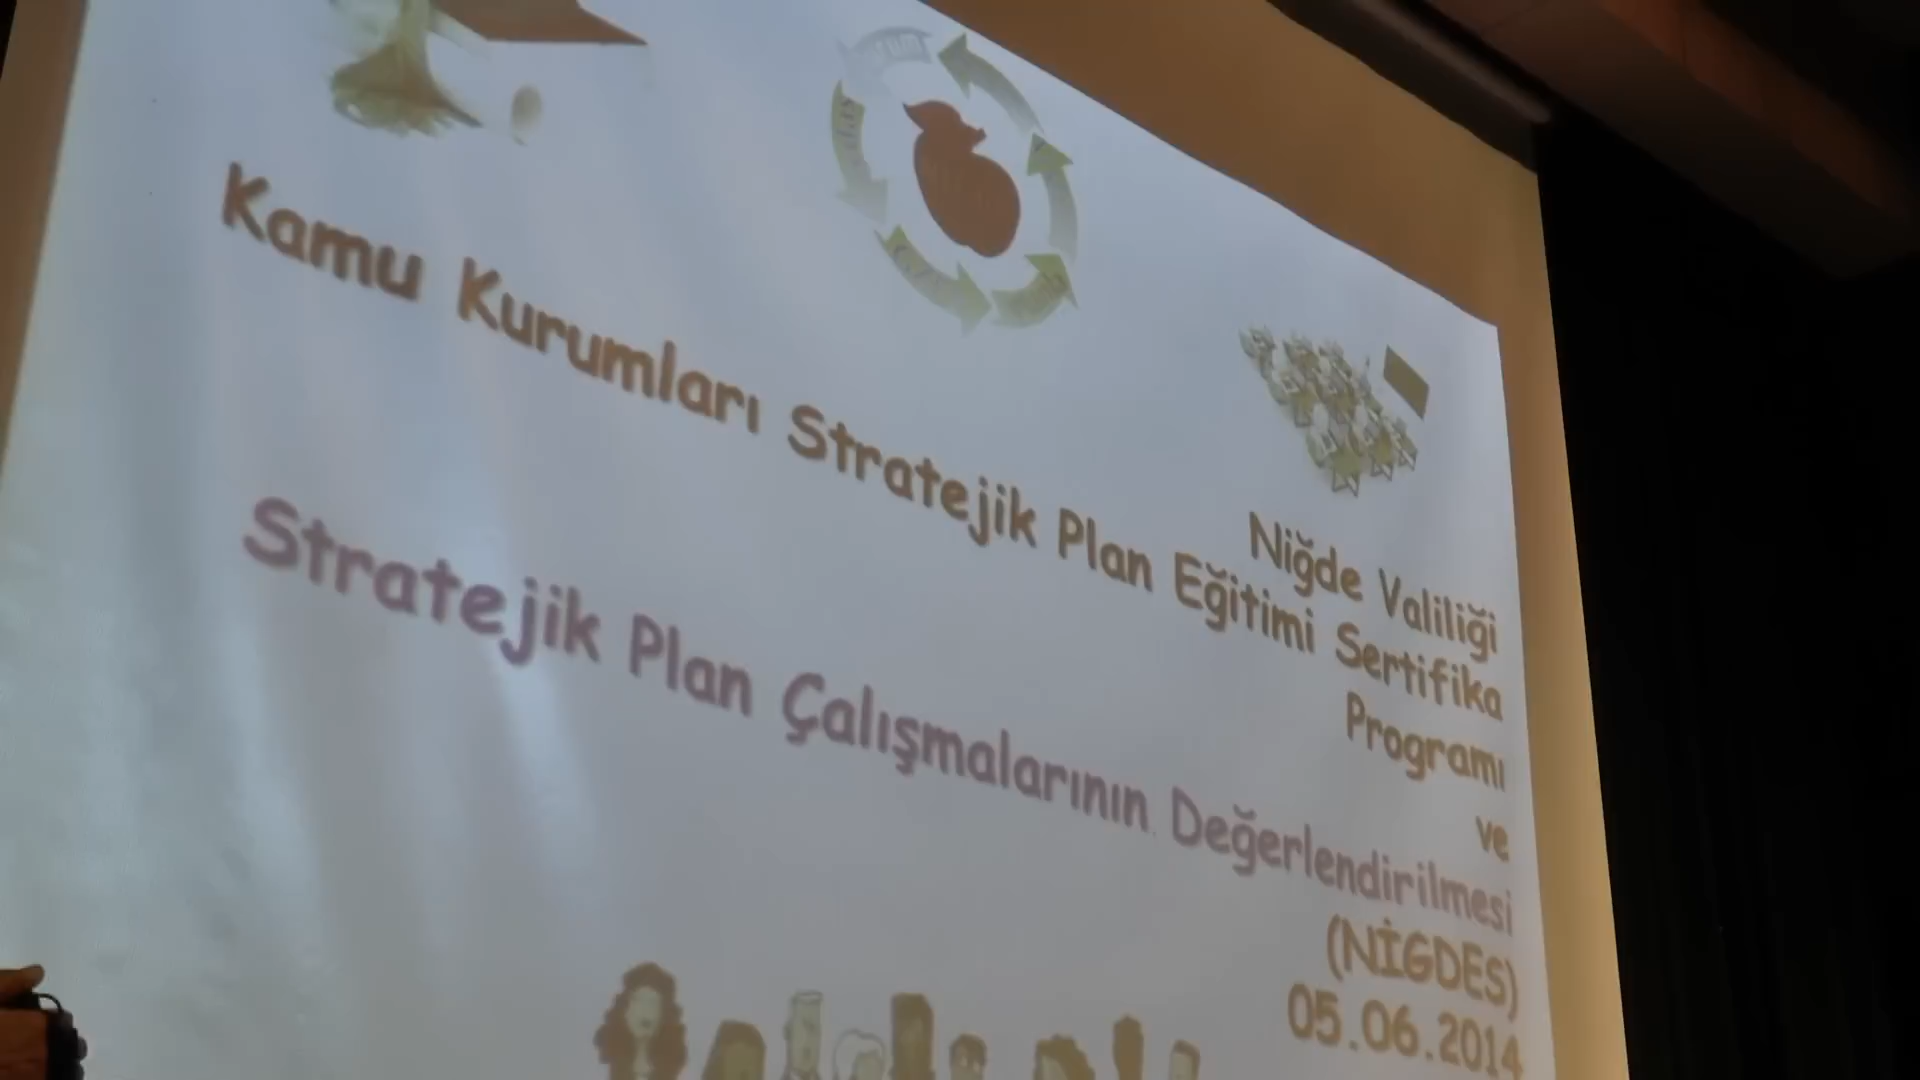 Niğde Valiliği
Kamu Kurumları Stratejik Plan Eğitimi Sertifika
Programı
ve
Stratejik Plan Çalışmalarının Değerlendirilmesi
(NİGDES)
05.06.2014